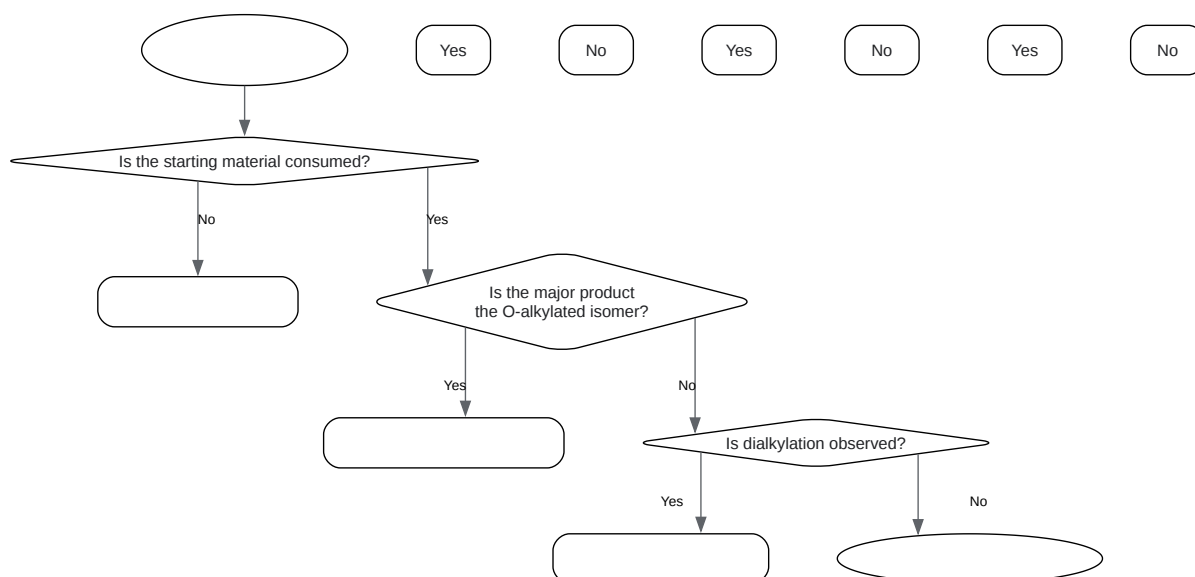 Yes
No
Yes
No
Yes
No
Is the starting material consumed?
No
Yes
Is the major product
the O-alkylated isomer?
Yes
No
Is dialkylation observed?
Yes
No